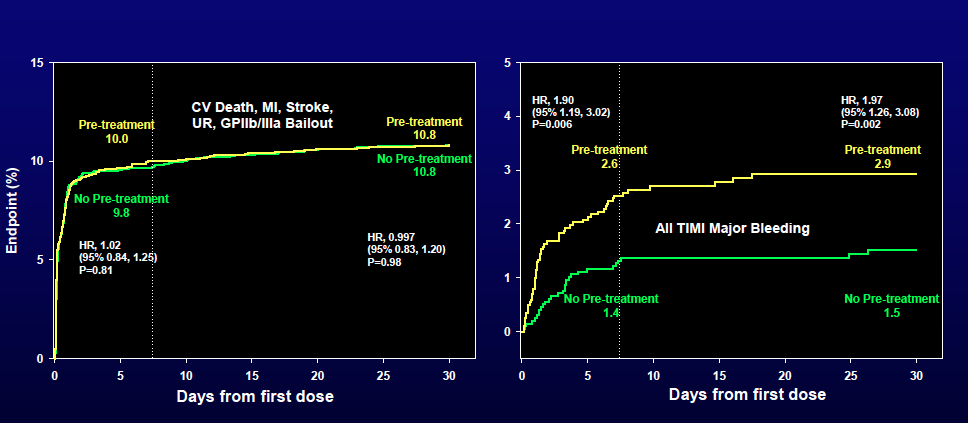 15
10
5
0
Endpoint (%)
CV Death, MI, Stroke,
UR, GPIIb/IIIa Bailout
Pre-treatment
10.0
Pre-treatment
10.8
No Pre-treatment
10.8
No Pre-treatment
9.8
HR, 1.02
(95% 0.84, 1.25)
P=0.81
HR, 0.997
(95% 0.83, 1.20)
P=0.98
0 5 10 15 20 25 30
Days from first dose
5
4
3
2
1
0
HR, 1.90
(95% 1.19, 3.02)
P=0.006
HR, 1.97
(95% 1.26, 3.08)
P=0.002
Pre-treatment
2.6
Pre-treatment
2.9
All TIMI Major Bleeding
No Pre-treatment
1.4
No Pre-treatment
1.5
0 5 10 15 20 25 30
Days from first dose